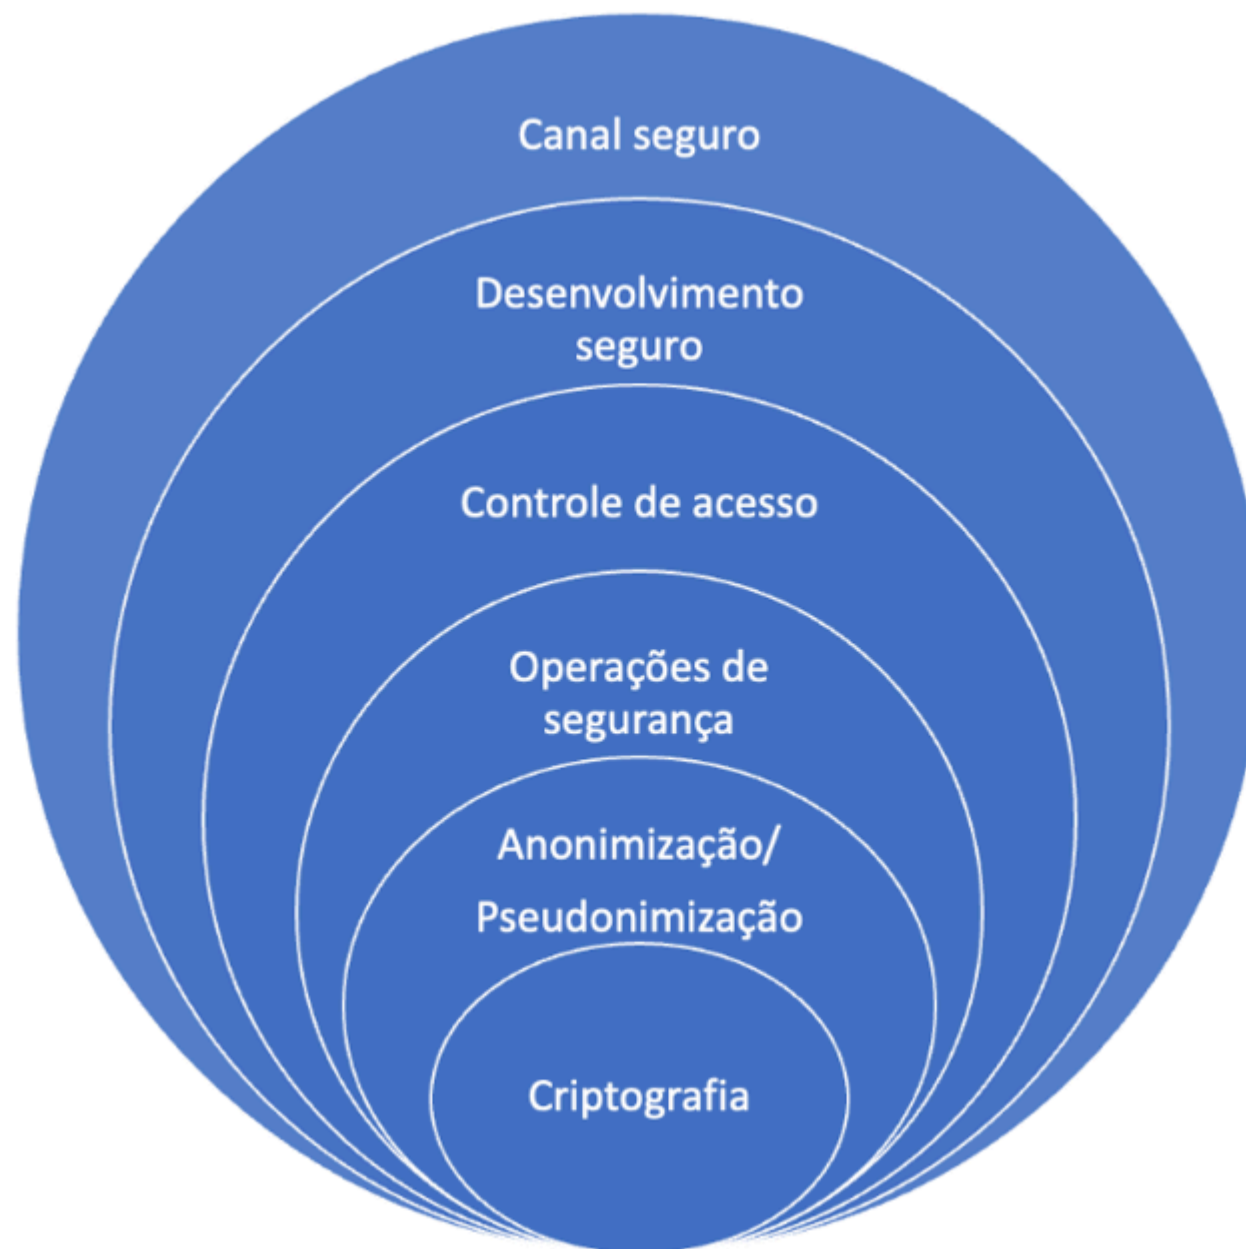 Canal seguro
Desenvolvimento
seguro
Controle de acesso
Operações de
segurança
Anonimização/
Pseudonimização
Criptografia